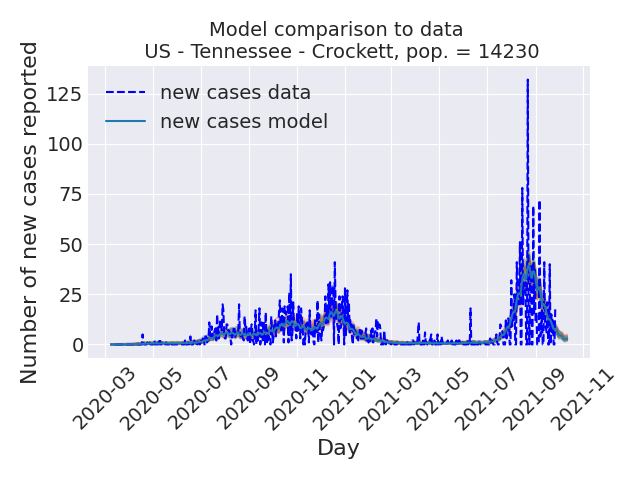 Model comparison to data
US - Tennessee - Crockett, pop. = 14230
Number of new cases reported
125
100
75
50
25
0
new cases data
new cases model
2020-03
2020-05
2020-07
2020-09
2020-11
2021-01
2021-03
2021-05
2021-07
2021-09
2021-11
Day